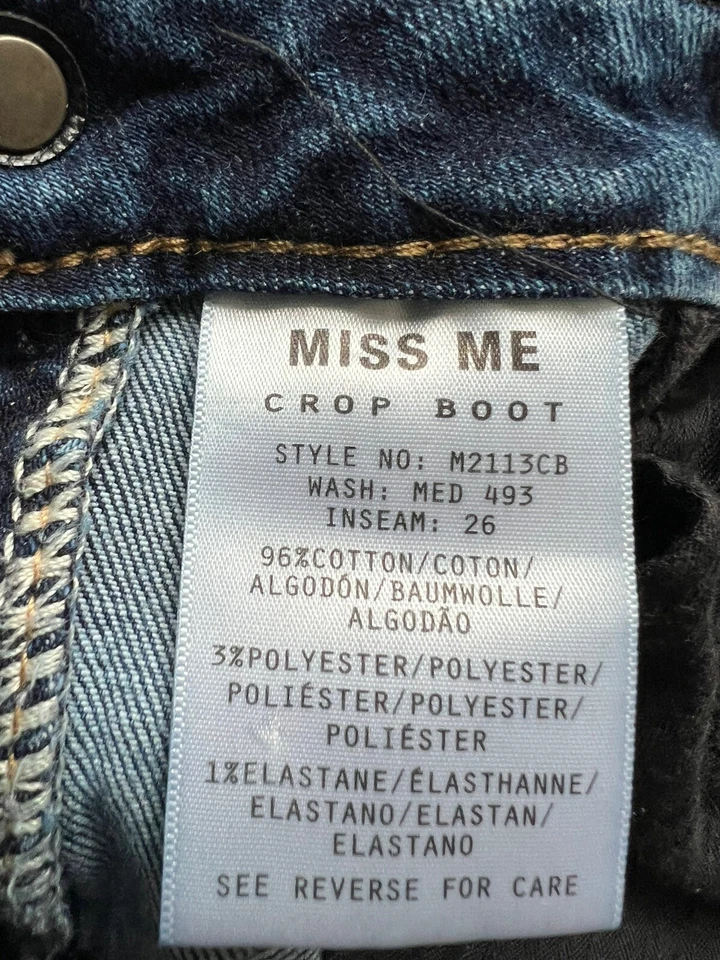 MISS ME
CROP BOOT
STYLE NO: M2113CB
WASH: MED 493
INSEAM: 26
96%COTTON/COTON/
ALGODÓN/BAUMWOLLE/
ALGODÃO
3%POLYESTER/POLYESTER/
POLIÉSTER/POLYESTER/
POLIÉSTER
1%ELASTANE/ÉLASTHANNE/
ELASTANO/ELASTAN/
ELASTANO
SEE REVERSE FOR CARE